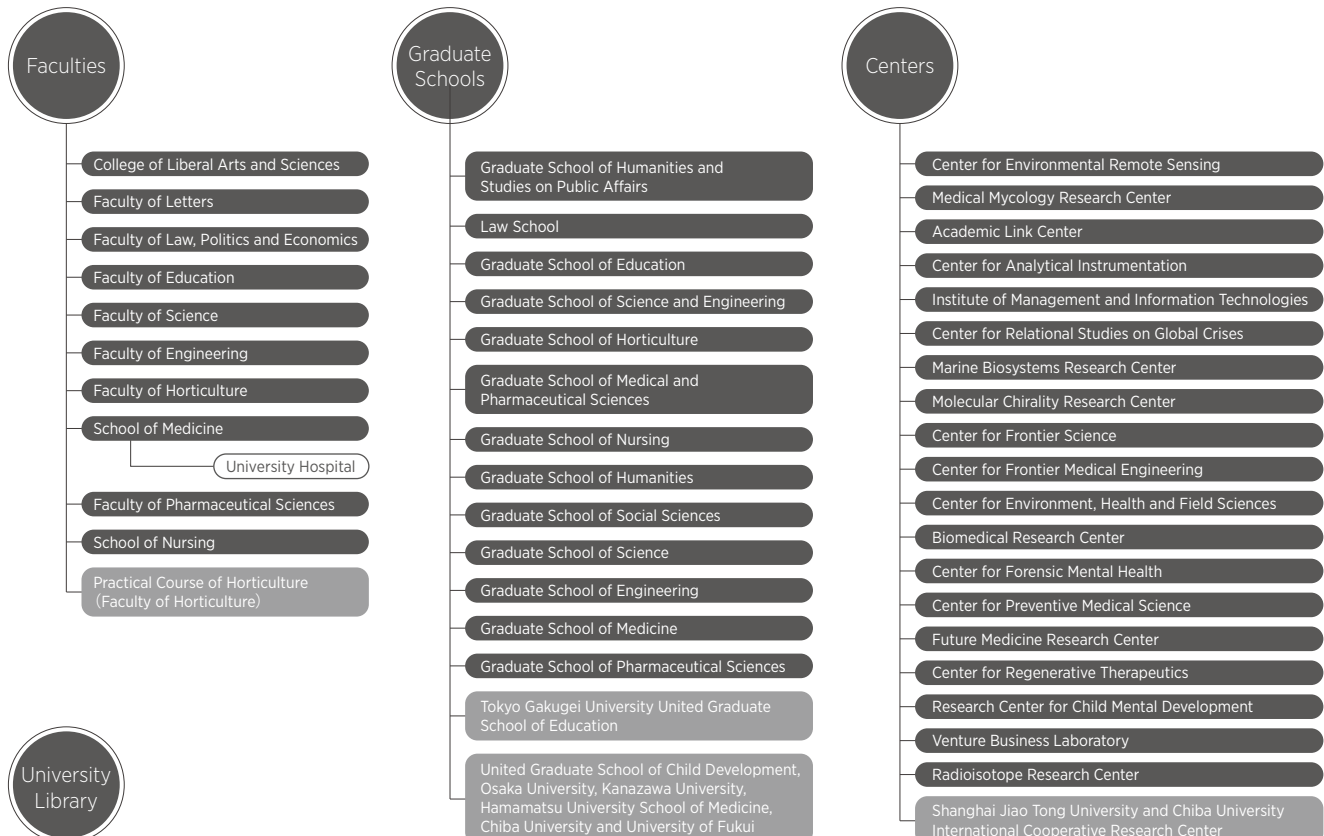 Faculties
College of Liberal Arts and Sciences
Faculty of Letters
Faculty of Law, Politics and Economics
Faculty of Education
Faculty of Science
Faculty of Engineering
Faculty of Horticulture
School of Medicine
University Hospital
Faculty of Pharmaceutical Sciences
School of Nursing
Practical Course of Horticulture
(Faculty of Horticulture)
University
Library
Graduate
Schools
Graduate School of Humanities and
Studies on Public Affairs
Law School
Graduate School of Education
Graduate School of Science and Engineering
Graduate School of Horticulture
Graduate School of Medical and
Pharmaceutical Sciences
Graduate School of Nursing
Graduate School of Humanities
Graduate School of Social Sciences
Graduate School of Science
Graduate School of Engineering
Graduate School of Medicine
Graduate School of Pharmaceutical Sciences
Tokyo Gakugei University United Graduate
School of Education
United Graduate School of Child Development,
Osaka University, Kanazawa University,
Hamamatsu University School of Medicine,
Chiba University and University of Fukui
Centers
Center for Environmental Remote Sensing
Medical Mycology Research Center
Academic Link Center
Center for Analytical Instrumentation
Institute of Management and Information Technologies
Center for Relational Studies on Global Crises
Marine Biosystems Research Center
Molecular Chirality Research Center
Center for Frontier Science
Center for Frontier Medical Engineering
Center for Environment, Health and Field Sciences
Biomedical Research Center
Center for Forensic Mental Health
Center for Preventive Medical Science
Future Medicine Research Center
Center for Regenerative Therapeutics
Research Center for Child Mental Development
Venture Business Laboratory
Radioisotope Research Center
Shanghai Jiao Tong University and Chiba University
International Cooperative Research Center